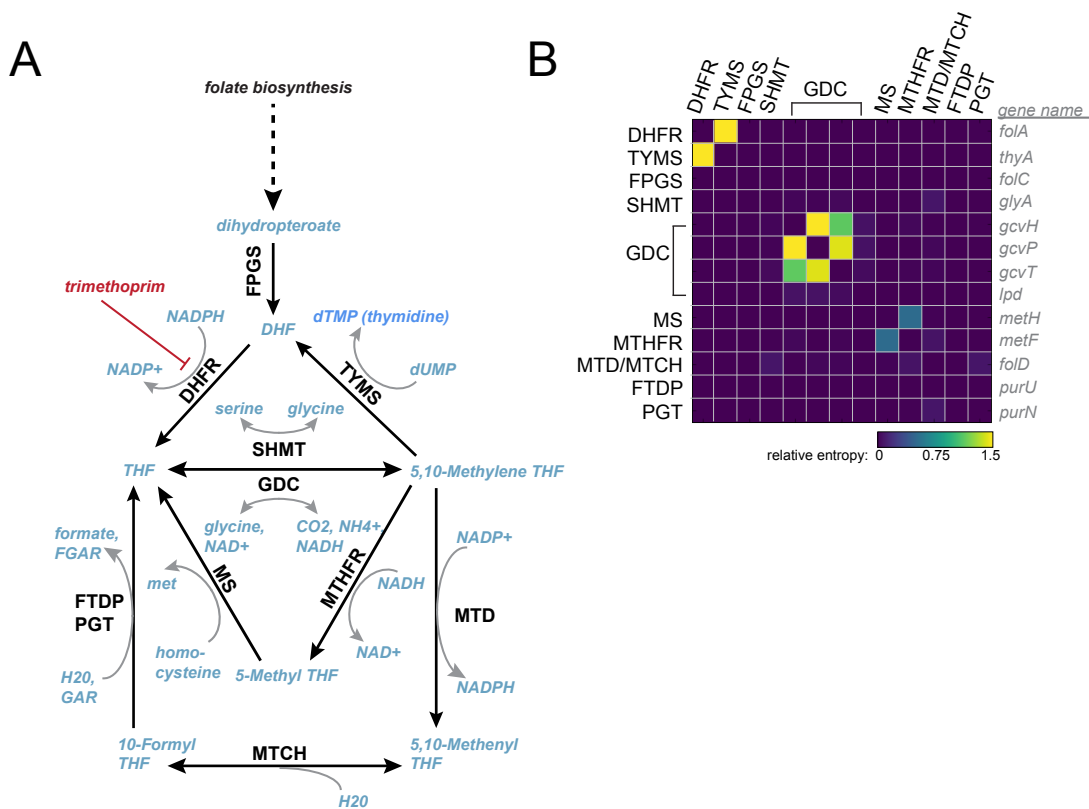 A
folate biosynthesis
dihydropteroate
FPGS
trimethoprim
NADPH
DHF
dTMP (thymidine)
NADP+
DHFR
TYMS
dUMP
serine
glycine
SHMT
THF
5,10-Methylene THF
GDC
formate,
FGAR
glycine,
NAD+
CO2, NH4+,
NADH
NADP+
met
MS
MTHFR
NADH
FTDP
PGT
MTD
homo-
cysteine
NAD+
H20,
GAR
5-Methyl THF
NADPH
10-Formyl
THF
MTCH
5,10-Methenyl
THF
H20
B
DHFR
TYMS
FPGS
SHMT
GDC
MS
MTHFR
MTD/MTCH
FTDP
PGT
gene name
DHFR folA
TYMS thyA
FPGS folC
SHMT glyA
gcvH
GDC gcvP
gcvT
lpd
MS metH
MTHFR metF
MTD/MTCH folD
FTDP purU
PGT purN
relative entropy: 0 0.75 1.5